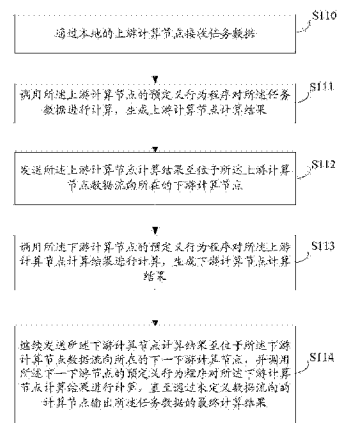 S110
通过本地的上游计算节点接收任务数据
S111
调用所述上游计算节点的预定义行为程序对所述任务
数据进行计算，生成上游计算节点计算结果
S112
发送所述上游计算节点计算结果至位于所述上游计算
节点数据流向所在的下游计算节点
S113
调用所述下游计算节点的预定义行为程序对所述上游
计算节点计算结果进行计算，生成下游计算节点计算
结果
S114
继续发送所述下游计算节点计算结果至位于所述下游
计算节点数据流向所在的下一下游计算节点，并调用
所述下一下游节点的预定义行为程序对所述下游计算
节点计算结果进行计算，直至通过未定义数据流向的
计算节点输出所述任务数据的最终计算结果